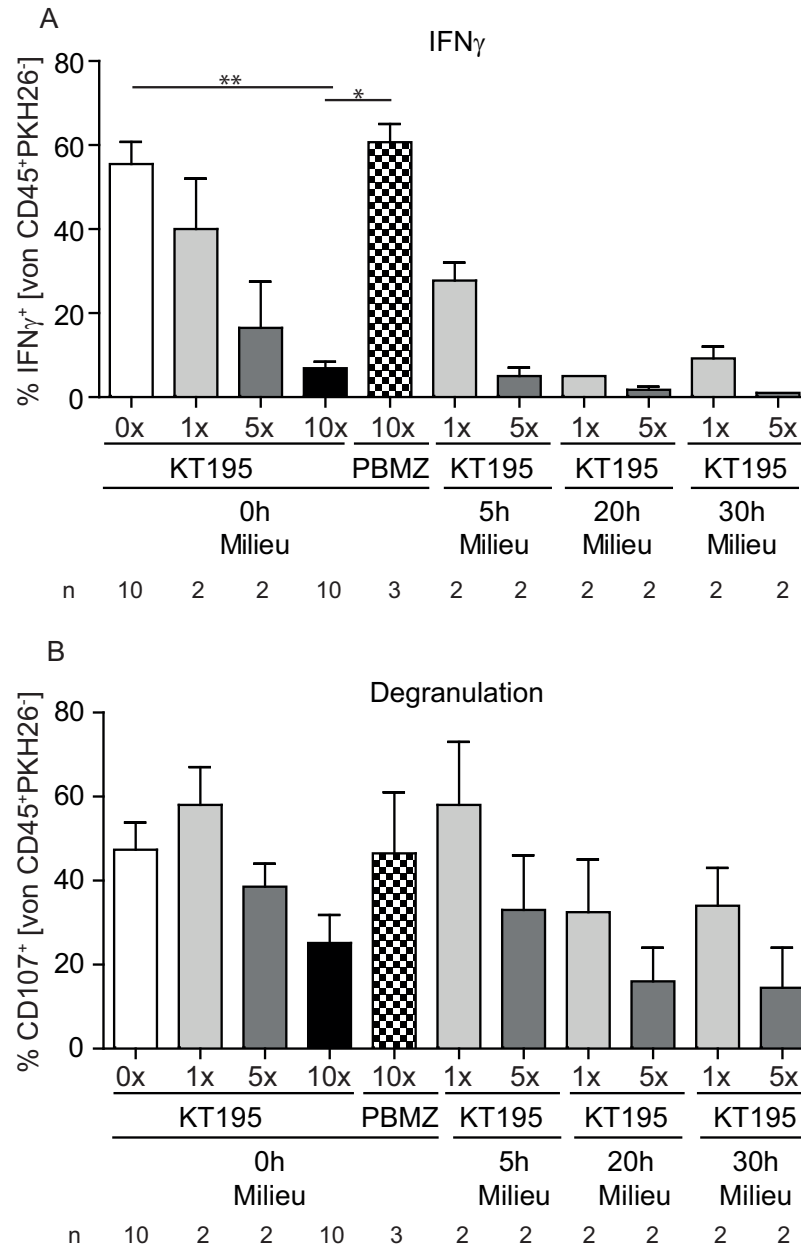 A
IFNγ
% IFNγ⁺ [von CD45⁺PKH26⁻]
80
60
40
20
0
** *
0x 1x 5x 10x 10x 1x 5x 1x 5x 1x 5x
KT195 PBMZ KT195 KT195 KT195
0h 5h 20h 30h
Milieu Milieu Milieu Milieu
n 10 2 2 10 3 2 2 2 2 2 2
B
Degranulation
% CD107⁺ [von CD45⁺PKH26⁻]
80
60
40
20
0
0x 1x 5x 10x 10x 1x 5x 1x 5x 1x 5x
KT195 PBMZ KT195 KT195 KT195
0h 5h 20h 30h
Milieu Milieu Milieu Milieu
n 10 2 2 10 3 2 2 2 2 2 2